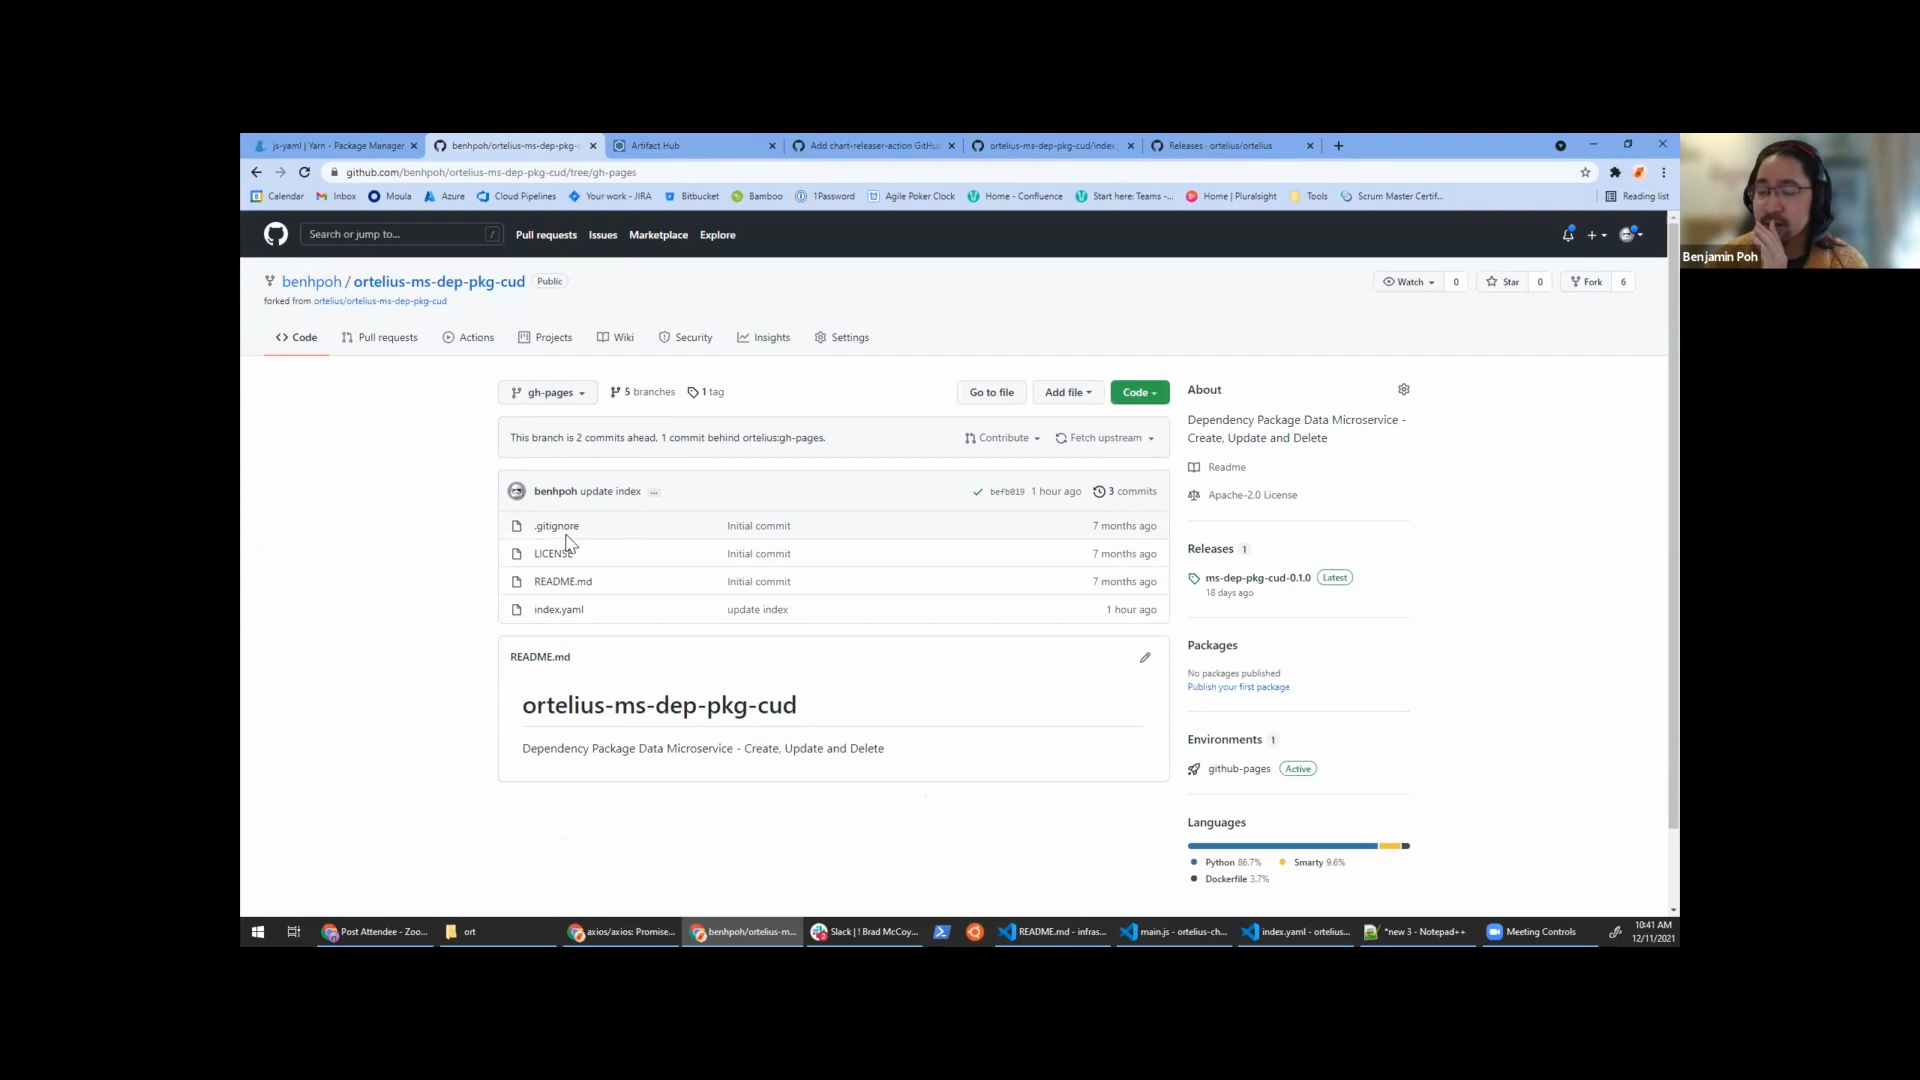 js-yaml | Yarn - Package Manager
benhpoh/ortelius-ms-dep-pkg-c
Artifact Hub
Add chart-releaser-action GitHu
ortelius-ms-dep-pkg-cud/index
Releases · ortelius/ortelius
github.com/benhpoh/ortelius-ms-dep-pkg-cud/tree/gh-pages
Calendar
Inbox
Moula
Azure
Cloud Pipelines
Your work - JIRA
Bitbucket
Bamboo
1Password
Agile Poker Clock
Home - Confluence
Start here: Teams -...
Home | Pluralsight
Tools
Scrum Master Certif...
Reading list
Search or jump to... /
Pull requests Issues Marketplace Explore
Benjamin Poh
benhpoh / ortelius-ms-dep-pkg-cud Public
Watch 0 Star 0 Fork 6
forked from ortelius/ortelius-ms-dep-pkg-cud
Code Pull requests Actions Projects Wiki Security Insights Settings
gh-pages 5 branches 1 tag
Go to file Add file Code
This branch is 2 commits ahead, 1 commit behind ortelius:gh-pages.
Contribute Fetch upstream
benhpoh update index ... befb019 1 hour ago 3 commits
.gitignore Initial commit 7 months ago
LICENSE Initial commit 7 months ago
README.md Initial commit 7 months ago
index.yaml update index 1 hour ago
README.md
ortelius-ms-dep-pkg-cud
Dependency Package Data Microservice - Create, Update and Delete
About
Dependency Package Data Microservice -
Create, Update and Delete
Readme
Apache-2.0 License
Releases 1
ms-dep-pkg-cud-0.1.0 Latest
18 days ago
Packages
No packages published
Publish your first package
Environments 1
github-pages Active
Languages
Python 86.7% Smarty 9.6%
Dockerfile 3.7%
Post Attendee - Zoo...
ort
axios/axios: Promise...
benhpoh/ortelius-m...
Slack | ! Brad McCoy...
README.md - infras...
main.js - ortelius-ch...
index.yaml - ortelius...
*new 3 - Notepad++
Meeting Controls
10:41 AM
12/11/2021